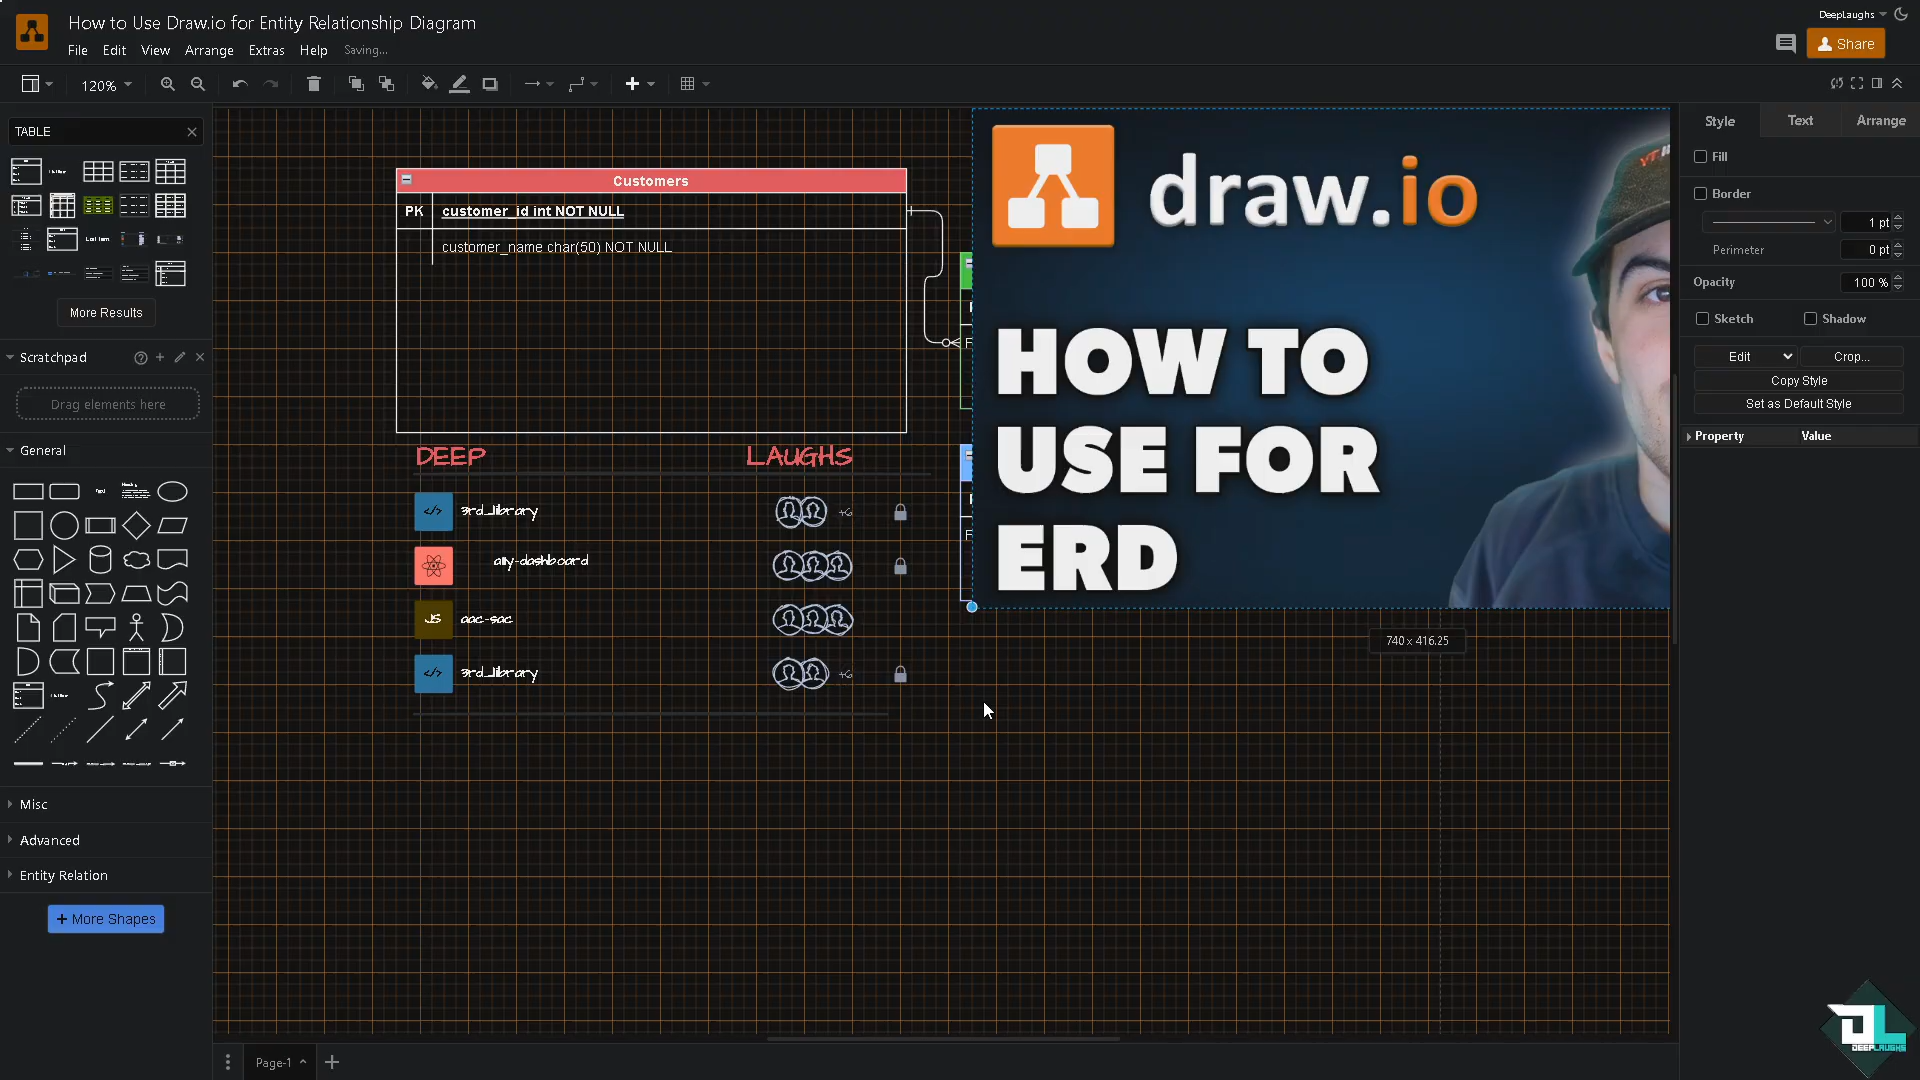 How to Use Draw.io for Entity Relationship Diagram
DeepLaughs
File Edit View Arrange Extras Help Saving...
Share
120%
TABLE
More Results
Scratchpad
Drag elements here
General
Misc
Advanced
Entity Relation
+ More Shapes
Customers
PK customer_id int NOT NULL
customer_name char(50) NOT NULL
DEEP LAUGHS
</> 3rd_library +6
ally-dashboard
JS aac-sac
</> 3rd_library +6
draw.io
HOW TO
USE FOR
ERD
740 x 416.25
Style Text Arrange
Fill
Border
1 pt
Perimeter 0 pt
Opacity 100 %
Sketch Shadow
Edit Crop...
Copy Style
Set as Default Style
Property Value
Page-1
DL
DEEPLAUGHS